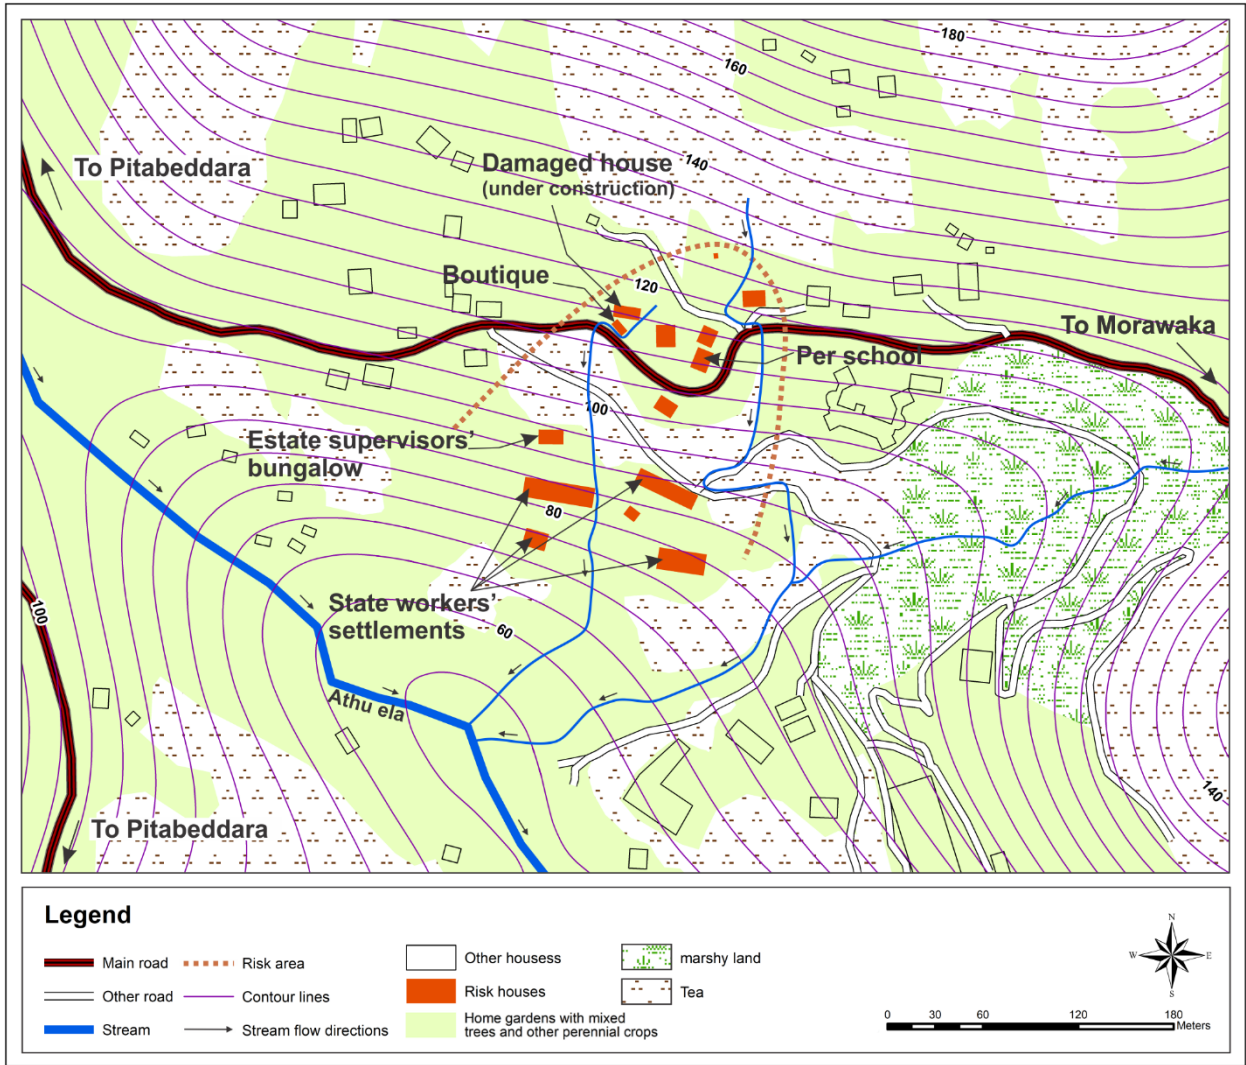 180
160
140
To Pitabeddara
Damaged house
(under construction)
Boutique
120
To Morawaka
Per school
100
Estate supervisors’
bungalow
80
State workers’
settlements
60
100
Athu ela
140
To Pitabeddara
Legend
Main road
Risk area
Other housess
marshy land
Other road
Contour lines
Risk houses
Tea
Stream
Stream flow directions
Home gardens with mixed
trees and other perennial crops
N
W
E
S
0 30 60 120 180
Meters